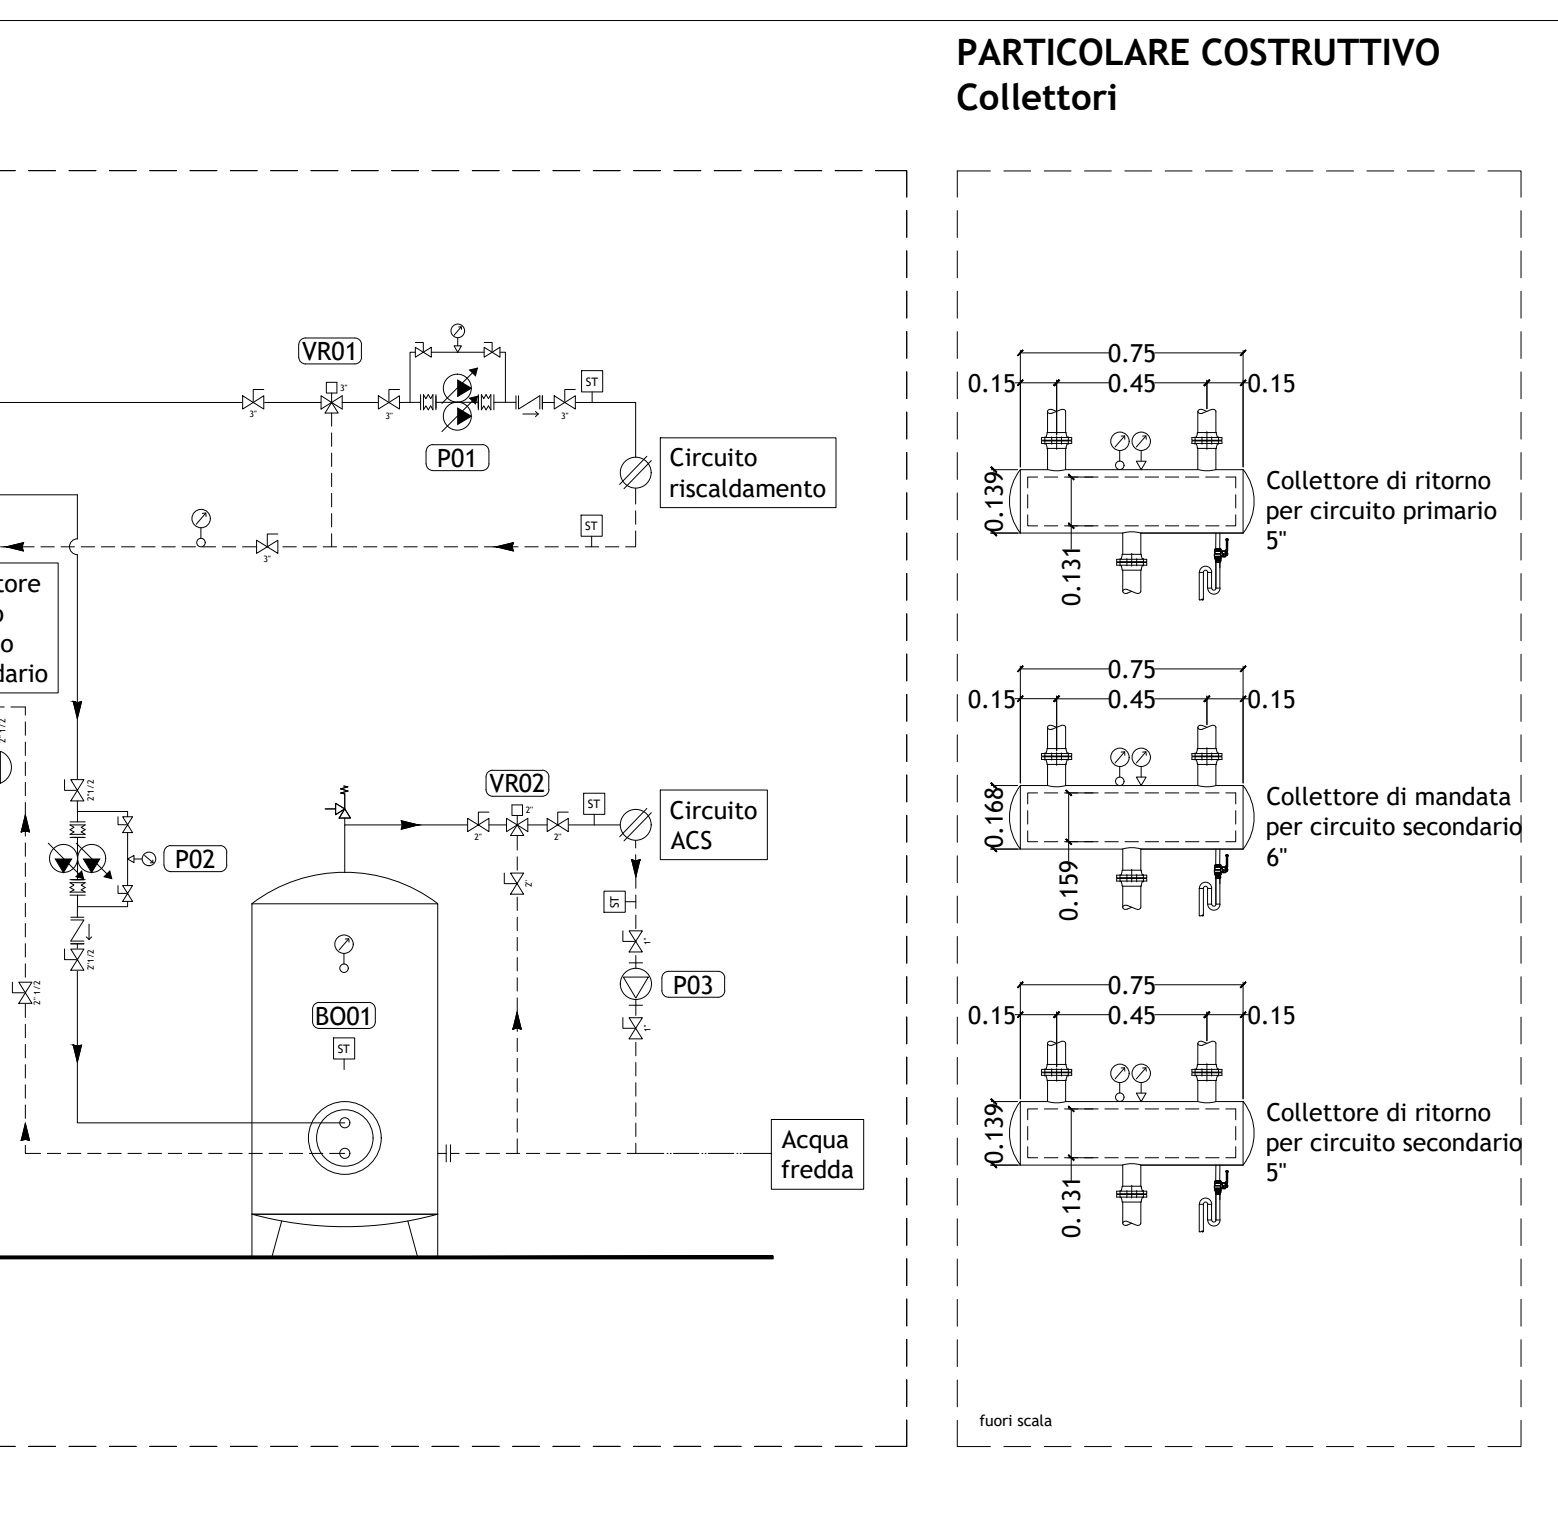 PARTICOLARE COSTRUTTIVO
Collettori
VR01
3"
3"
3"
3"
ST
P01
Circuito
riscaldamento
ST
3"
tore
o
o
dario
2"1/2
2"1/2
P02
2"1/2
2"1/2
VR02
2"
2"
2"
ST
Circuito
ACS
2"
ST
1"
P03
1"
BO01
ST
Acqua
fredda
0.75
0.15
0.45
0.15
0.139
0.131
Collettore di ritorno
per circuito primario
5"
0.75
0.15
0.45
0.15
0.168
0.159
Collettore di mandata
per circuito secondario
6"
0.75
0.15
0.45
0.15
0.139
0.131
Collettore di ritorno
per circuito secondario
5"
fuori scala